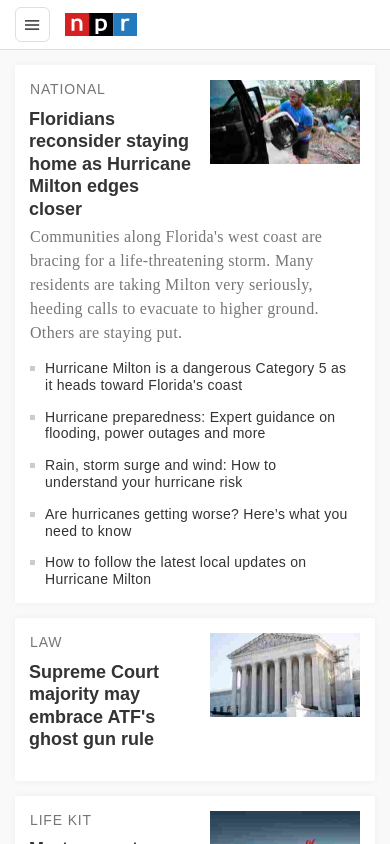 npr
NATIONAL
Floridians
reconsider staying
home as Hurricane
Milton edges
closer
Communities along Florida's west coast are
bracing for a life-threatening storm. Many
residents are taking Milton very seriously,
heeding calls to evacuate to higher ground.
Others are staying put.
Hurricane Milton is a dangerous Category 5 as
it heads toward Florida's coast
Hurricane preparedness: Expert guidance on
flooding, power outages and more
Rain, storm surge and wind: How to
understand your hurricane risk
Are hurricanes getting worse? Here's what you
need to know
How to follow the latest local updates on
Hurricane Milton
LAW
Supreme Court
majority may
embrace ATF's
ghost gun rule
LIFE KIT